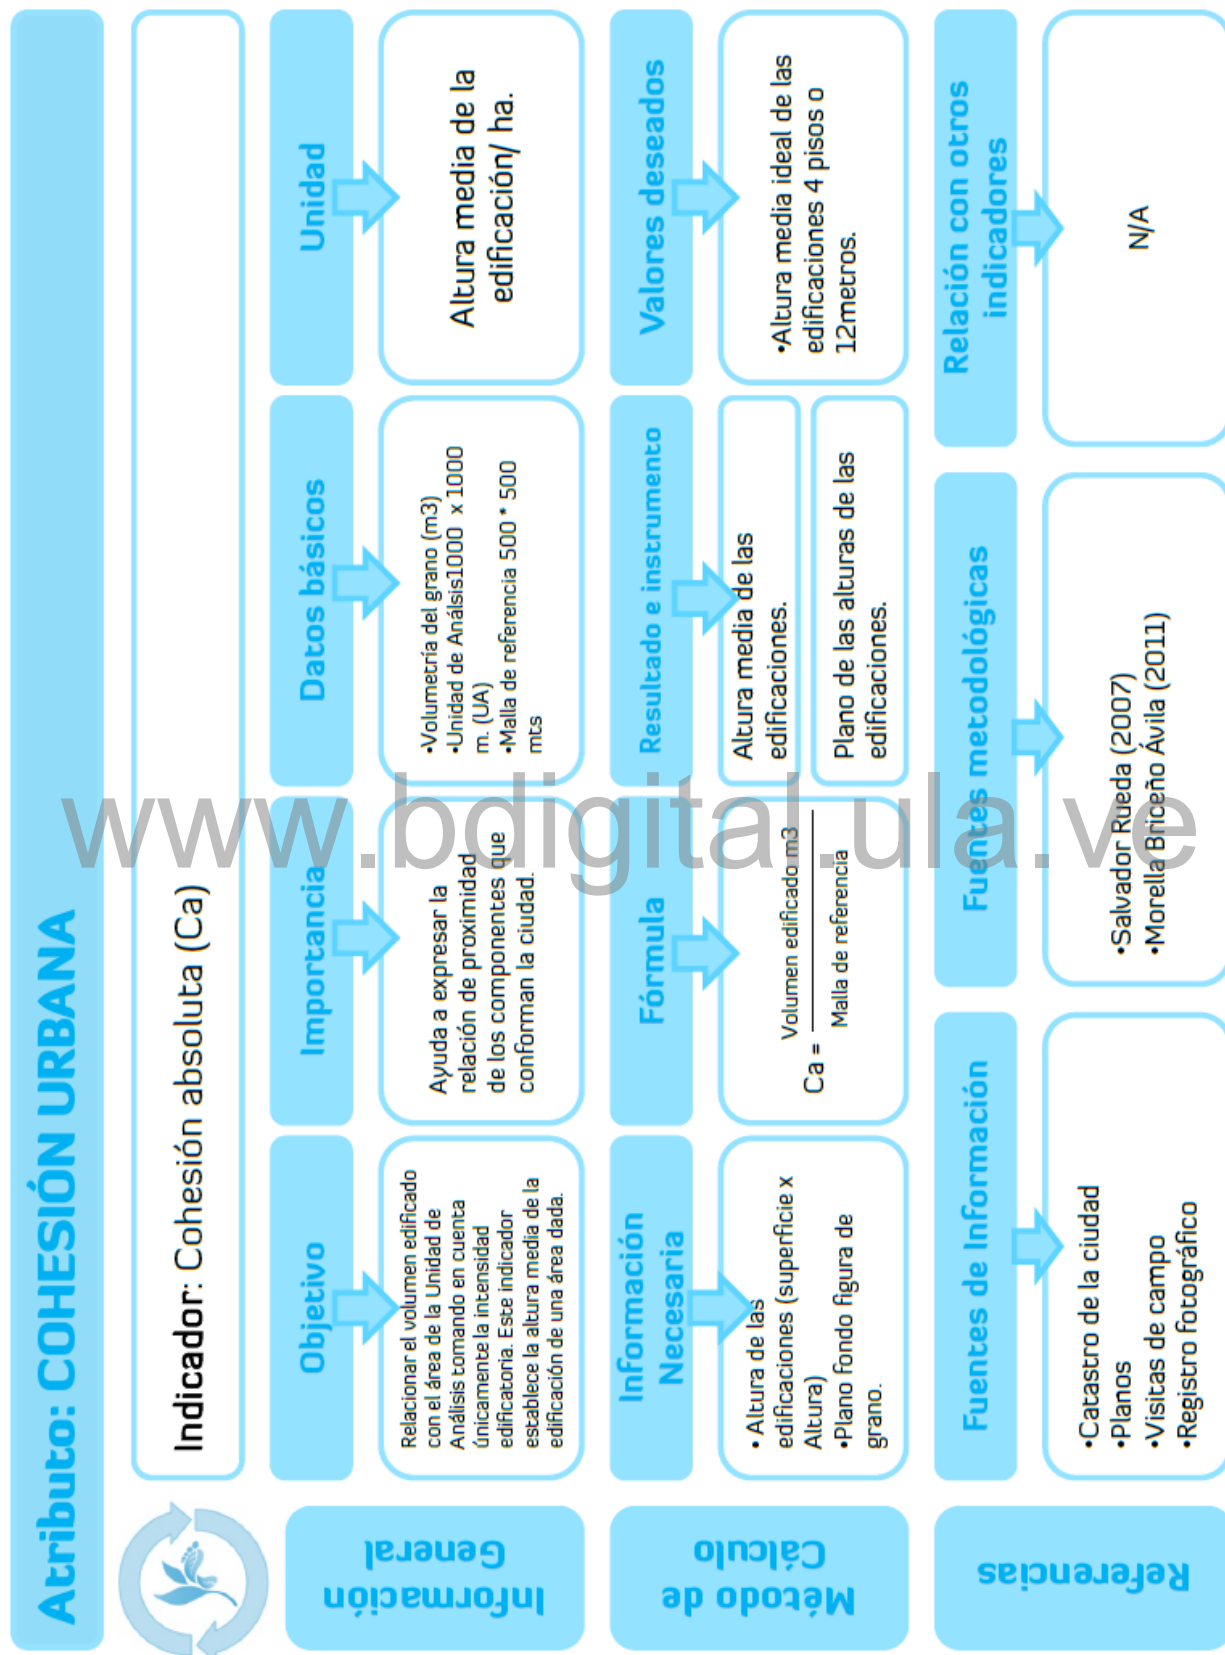 Atributo: COHESIÓN URBANA
Indicador: Cohesión absoluta (Ca)
Información
General
Objetivo
Relacionar el volumen edificado
con el área de la Unidad de
Análisis tomando en cuenta
únicamente la intensidad
edificatoria. Este indicador
establece la altura media de la
edificación de una área dada.
Importancia
Ayuda a expresar la
relación de proximidad
de los componentes que
conforman la ciudad.
Datos básicos
•Volumetría del grano (m3)
•Unidad de Análsis1000 x 1000
m. (UA)
•Malla de referencia 500 * 500
mts
Unidad
Altura media de la
edificación/ ha.
Método de
Cálculo
Información
Necesaria
• Altura de las
edificaciones (superficie x
Altura)
•Plano fondo figura de
grano.
Fórmula
Ca =
Volumen edificado m3
Malla de referencia
Resultado e instrumento
Altura media de las
edificaciones.
Plano de las alturas de las
edificaciones.
Valores deseados
•Altura media ideal de las
edificaciones 4 pisos o
12metros.
Referencias
Fuentes de Información
•Catastro de la ciudad
•Planos
•Visitas de campo
•Registro fotográfico
Fuentes metodológicas
•Salvador Rueda (2007)
•Morella Briceño Ávila (2011)
Relación con otros
indicadores
N/A
www.bdigital.ula.ve